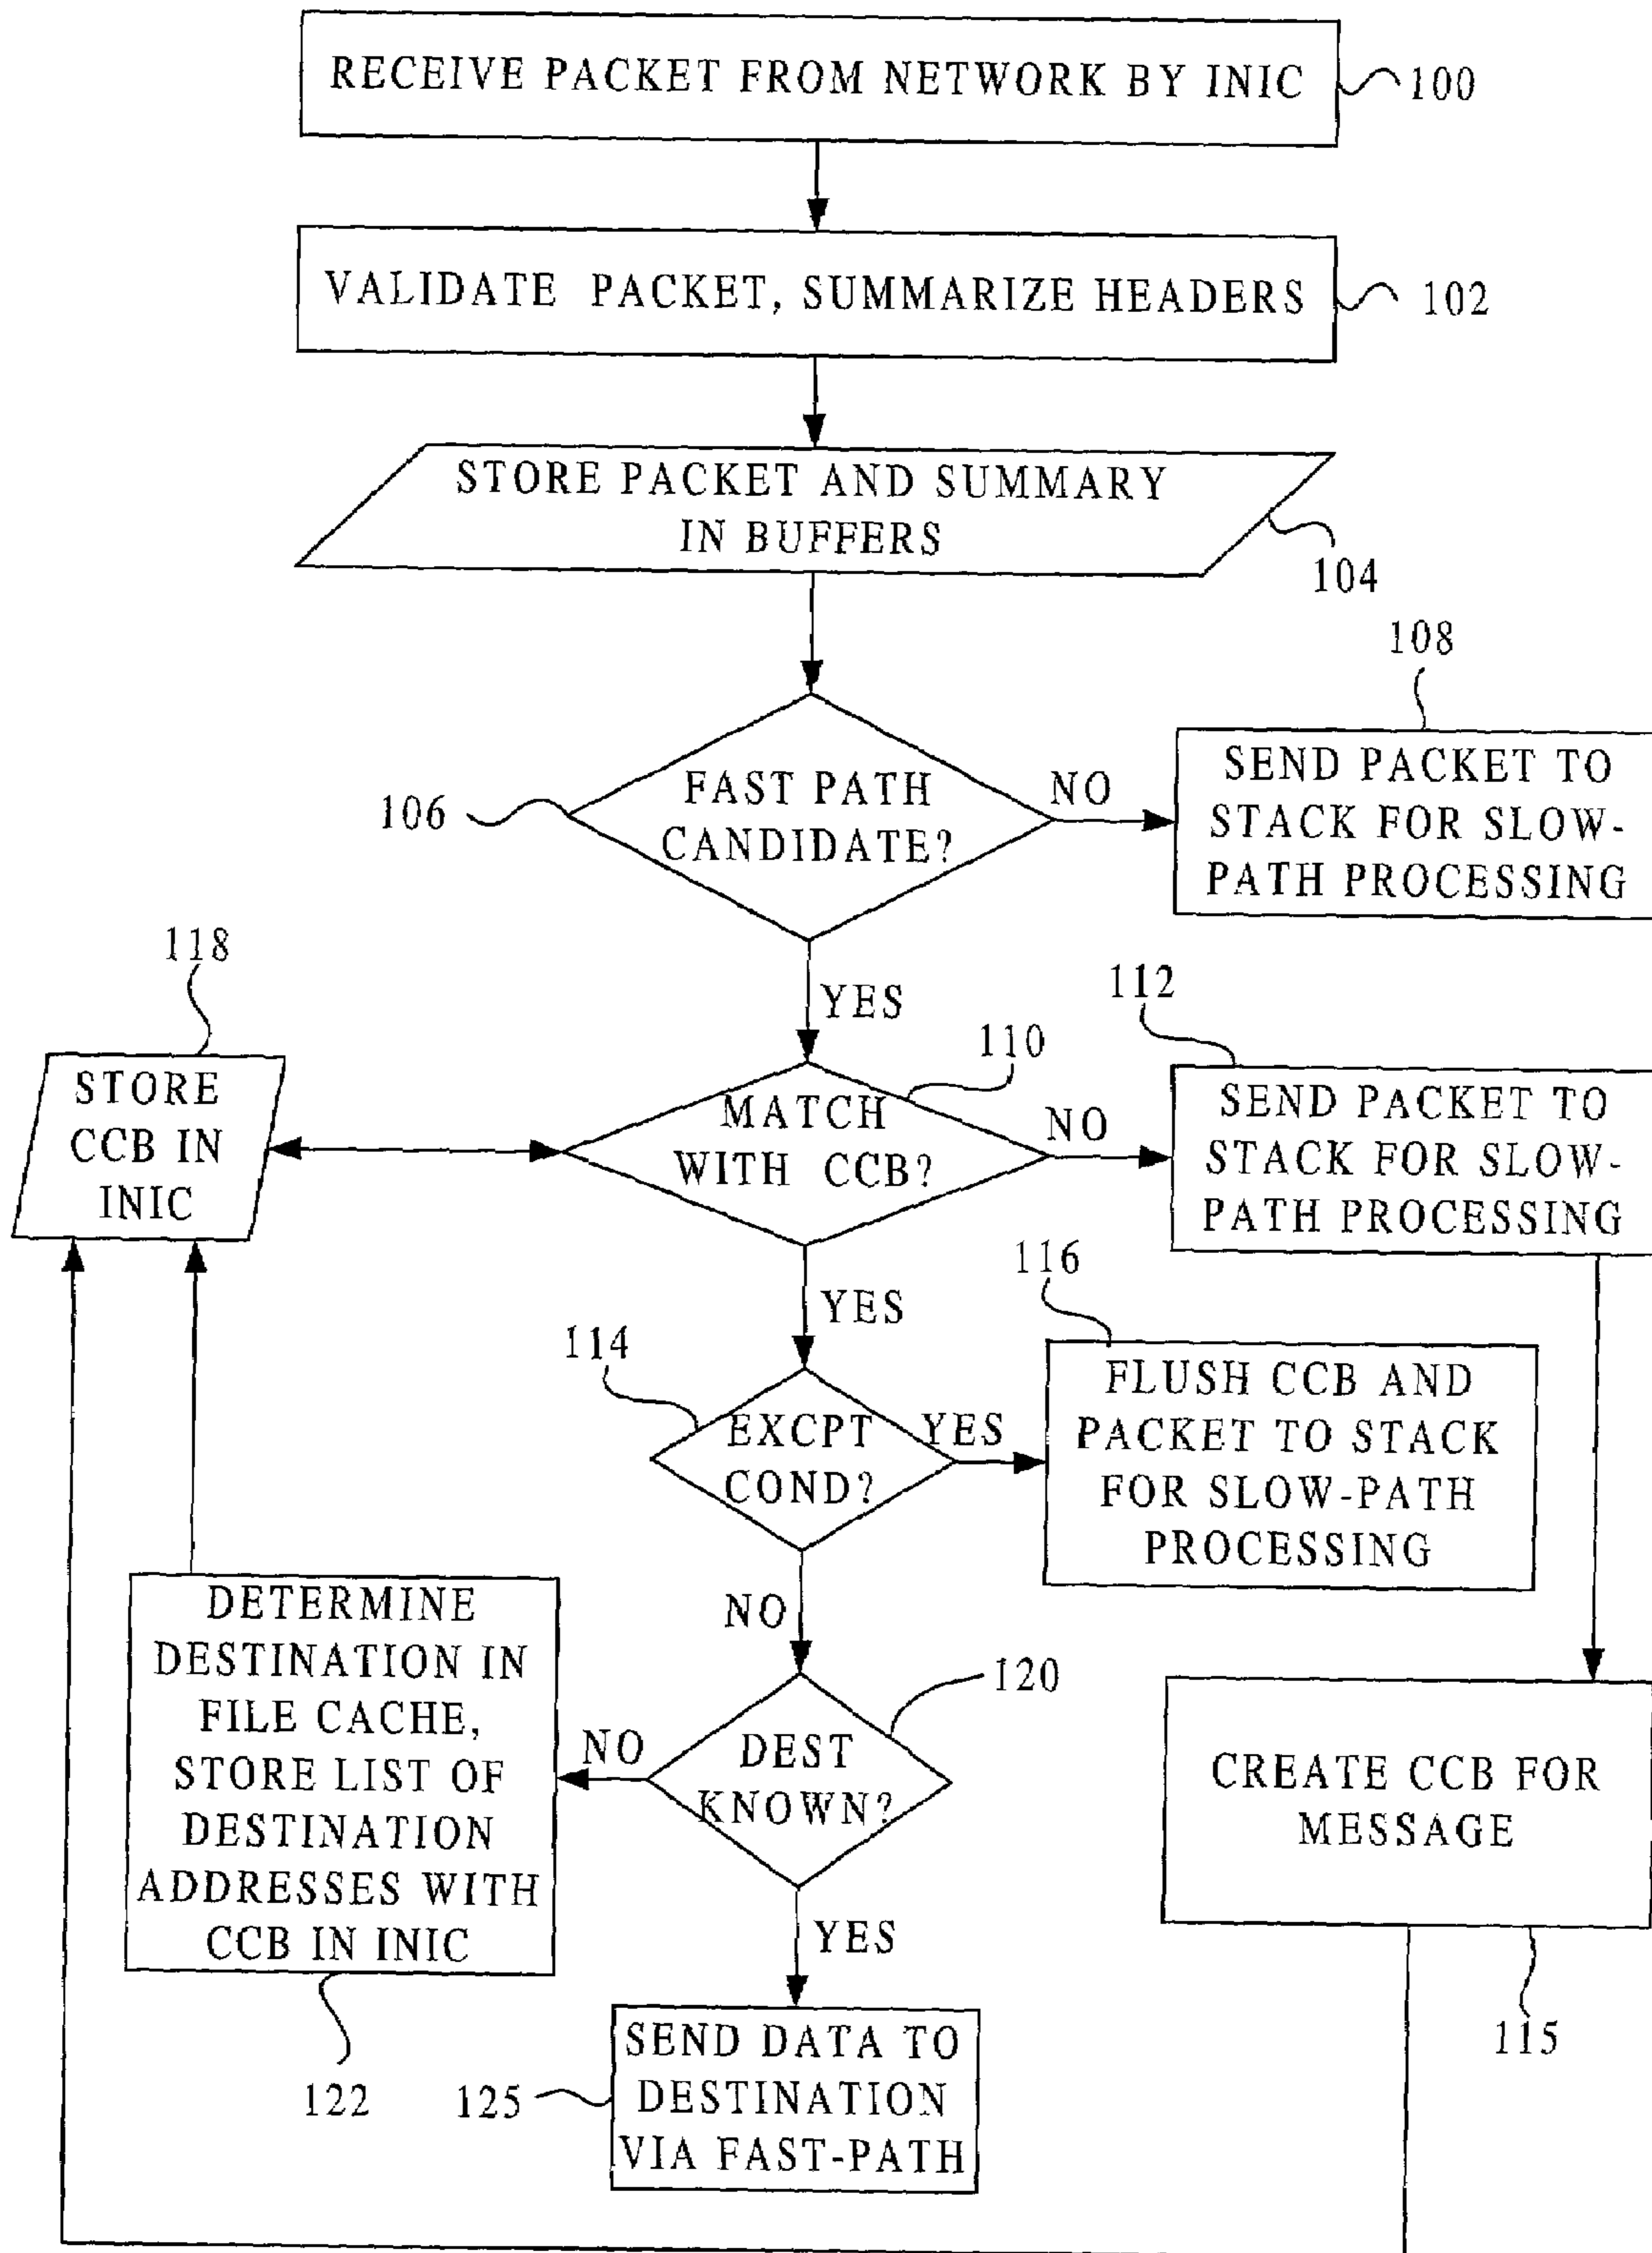 RECEIVE PACKET FROM NETWORK BY INIC
100
VALIDATE PACKET, SUMMARIZE HEADERS
102
STORE PACKET AND SUMMARY
IN BUFFERS
104
108
FAST PATH
CANDIDATE?
106
NO
SEND PACKET TO
STACK FOR SLOW-
PATH PROCESSING
YES
118
STORE
CCB IN
INIC
110
MATCH
WITH CCB?
NO
112
SEND PACKET TO
STACK FOR SLOW-
PATH PROCESSING
YES
114
EXCPT
COND?
YES
116
FLUSH CCB AND
PACKET TO STACK
FOR SLOW-PATH
PROCESSING
NO
120
DEST
KNOWN?
NO
DETERMINE
DESTINATION IN
FILE CACHE,
STORE LIST OF
DESTINATION
ADDRESSES WITH
CCB IN INIC
122
CREATE CCB FOR
MESSAGE
115
YES
SEND DATA TO
DESTINATION
VIA FAST-PATH
125